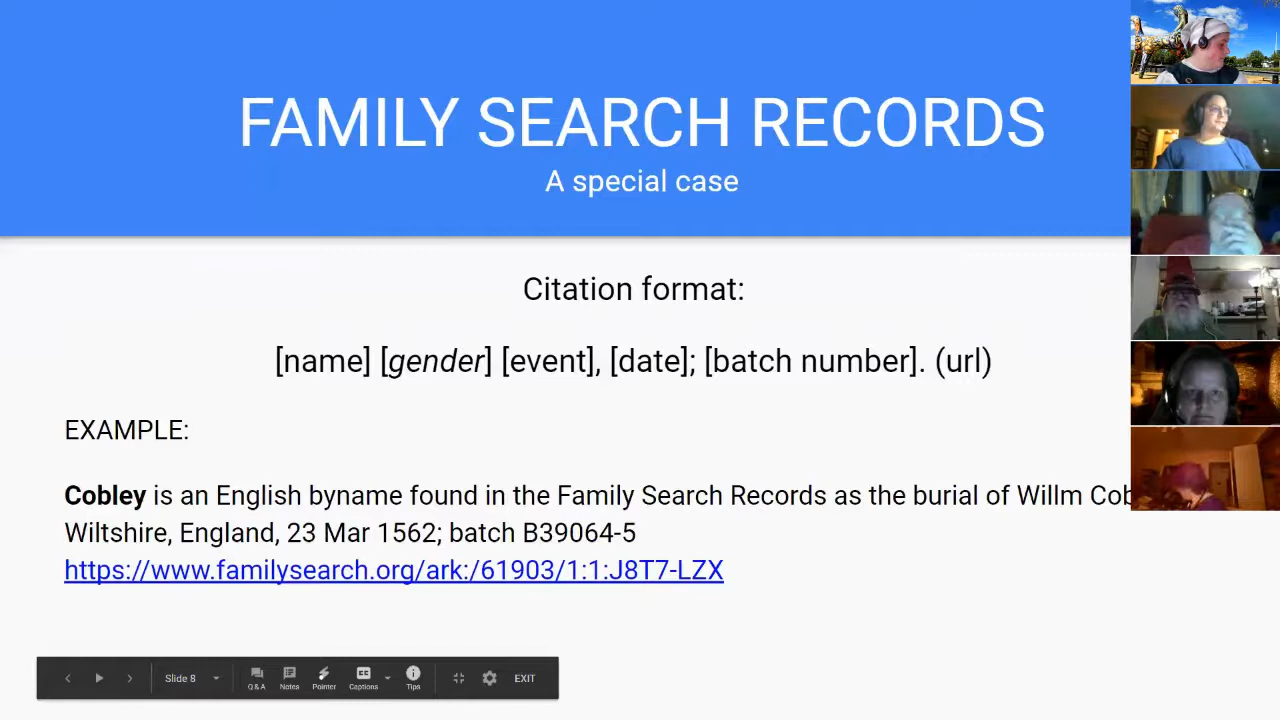 FAMILY SEARCH RECORDS
A special case
Citation format:
[name] [gender] [event], [date]; [batch number]. (url)
EXAMPLE:
Cobley is an English byname found in the Family Search Records as the burial of Willm Cob
Wiltshire, England, 23 Mar 1562; batch B39064-5
https://www.familysearch.org/ark:/61903/1:1:J8T7-LZX
Slide 8
Q & A Notes Pointer Captions Tips EXIT